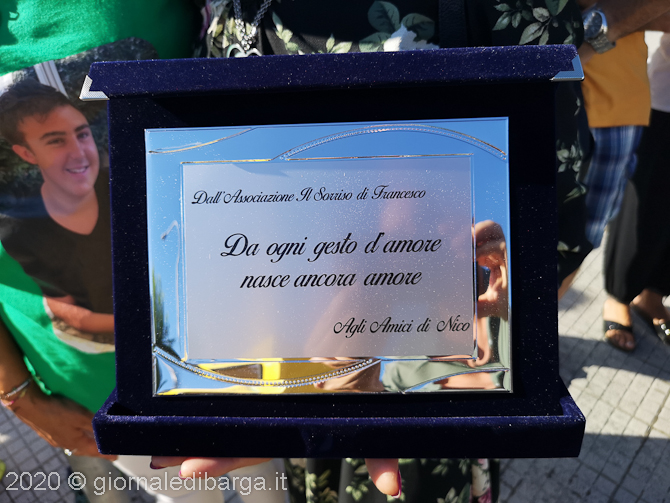 Dall'Associazione Il Sorriso di Francesco
Da ogni gesto d'amore
nasce ancora amore
Agli Amici di Nico
2020 © giornaledibarga.it